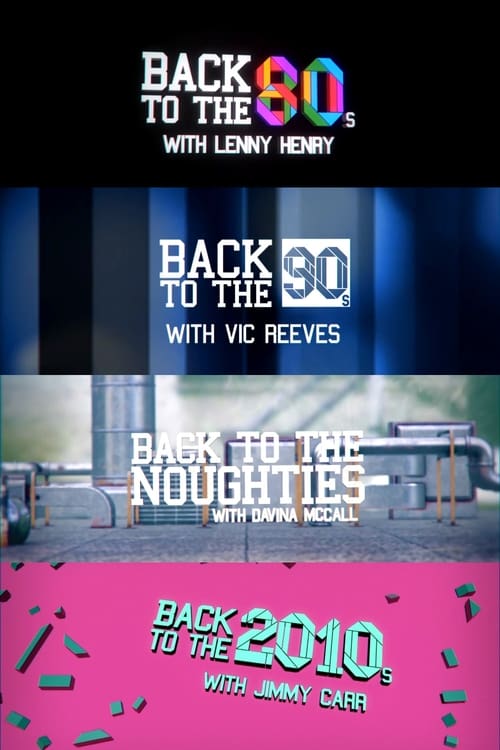 BACK
TO THE 80s
WITH LENNY HENRY
BACK
TO THE 90s
WITH VIC REEVES
BACK TO THE
NOUGHTIES
WITH DAVINA MCCALL
BACK
TO THE 2010s
WITH JIMMY CARR